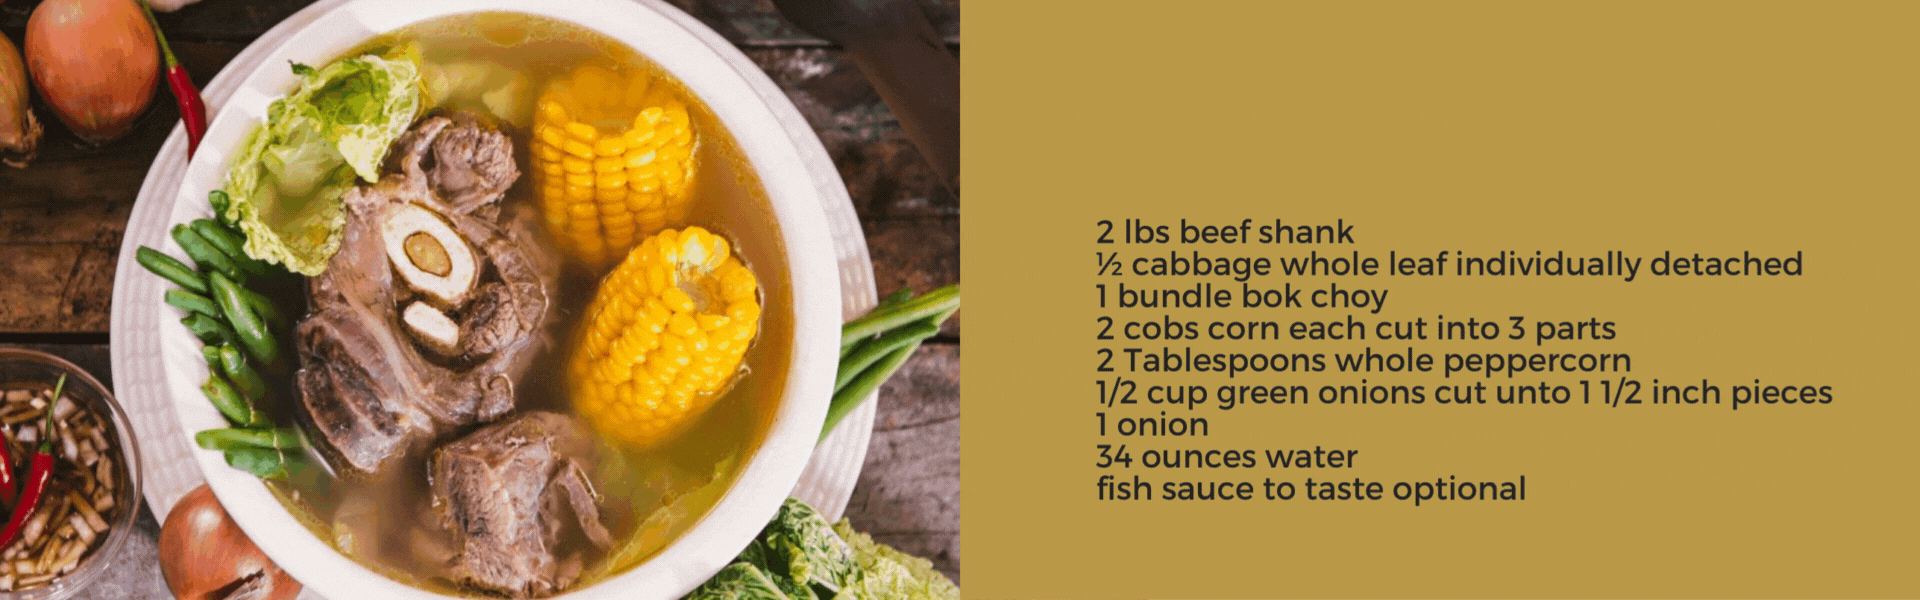 2 lbs beef shank
½ cabbage whole leaf individually detached
1 bundle bok choy
2 cobs corn each cut into 3 parts
2 Tablespoons whole peppercorn
1/2 cup green onions cut unto 1 1/2 inch pieces
1 onion
34 ounces water
fish sauce to taste optional